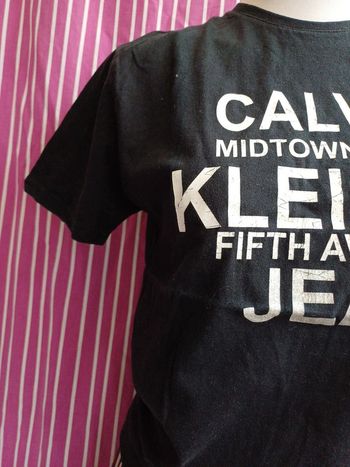 CALV
MIDTOWN
KLEI
FIFTH AV
JEA